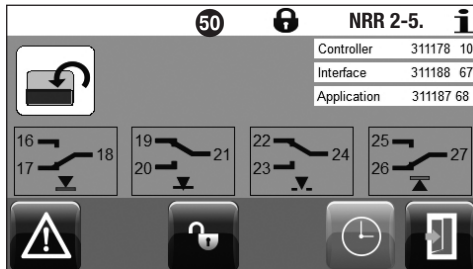 50 NRR 2-5. i
Controller 311178 10
Interface 311188 67
Application 311187 68
16 17 18 19 20 21 22 23 24 25 26 27